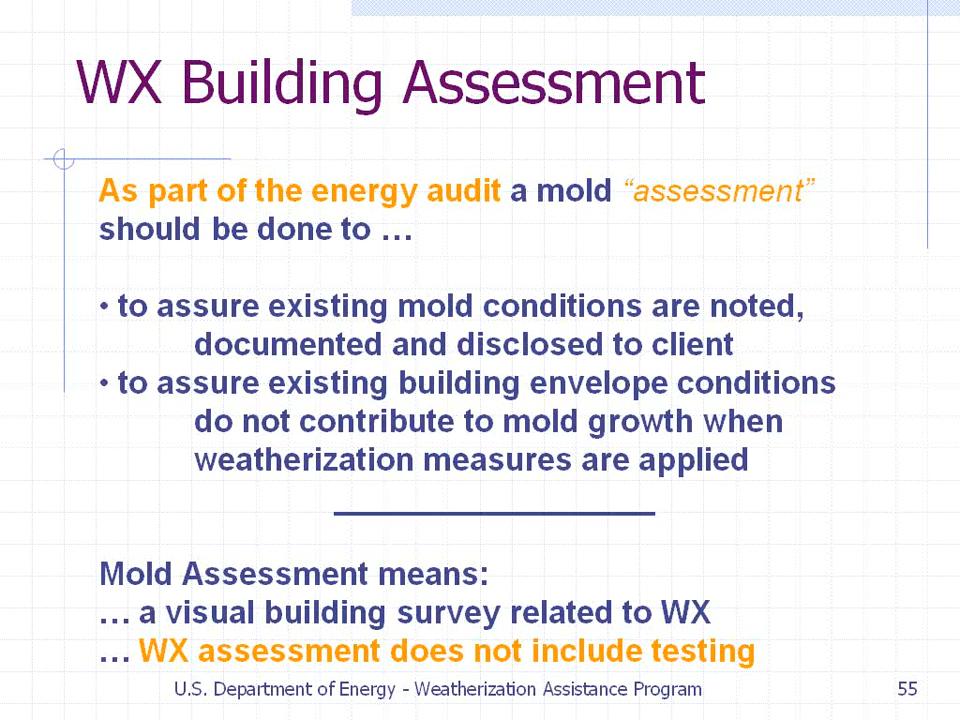 WX Building Assessment
As part of the energy audit a mold “assessment”
should be done to …
• to assure existing mold conditions are noted,
documented and disclosed to client
• to assure existing building envelope conditions
do not contribute to mold growth when
weatherization measures are applied
Mold Assessment means:
… a visual building survey related to WX
… WX assessment does not include testing
U.S. Department of Energy - Weatherization Assistance Program 55